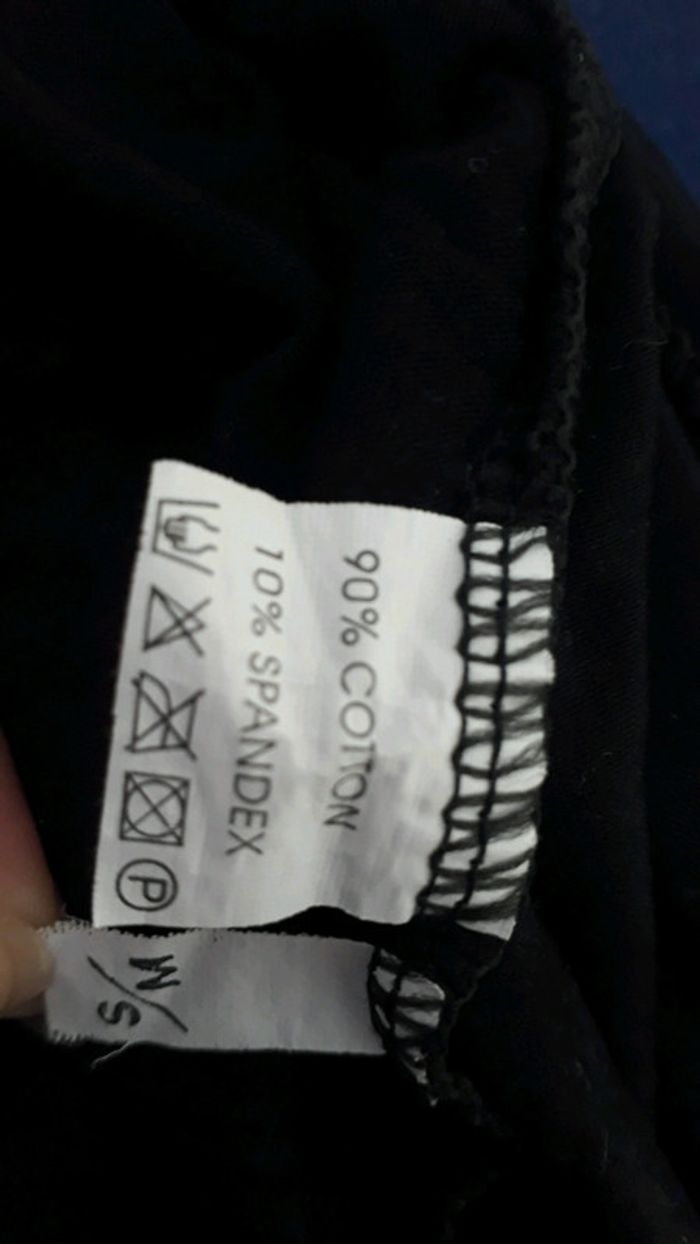 90% COTTON
10% SPANDEX
P
M/S